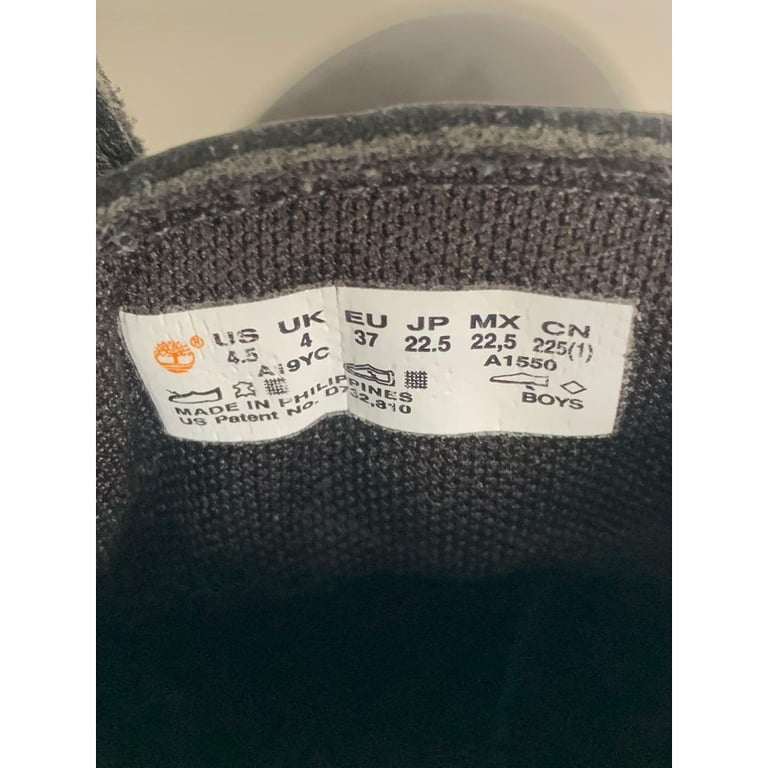 US UK EU JP MX CN
4.5 4 37 22.5 22,5 225(1)
A19YC A1550
MADE IN PHILIPPINES BOYS
US Patent No. D732,810